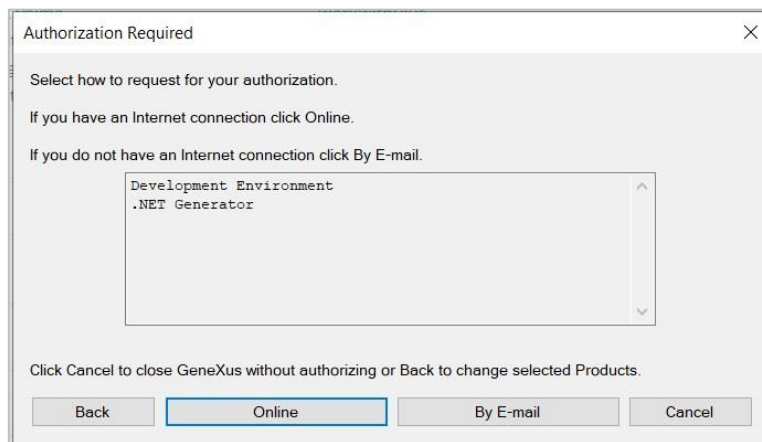 Authorization Required
Select how to request for your authorization.
If you have an Internet connection click Online.
If you do not have an Internet connection click By E-mail.
Development Environment
.NET Generator
Click Cancel to close GeneXus without authorizing or Back to change selected Products.
Back Online By E-mail Cancel